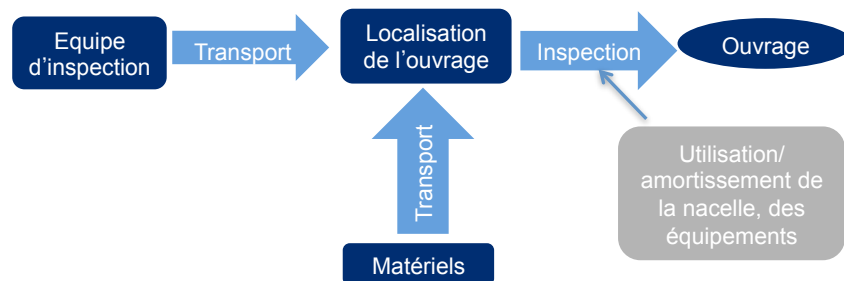 Equipe
d’inspection
Transport
Localisation
de l’ouvrage
Inspection
Ouvrage
Transport
Utilisation/
amortissement de
la nacelle, des
équipements
Matériels